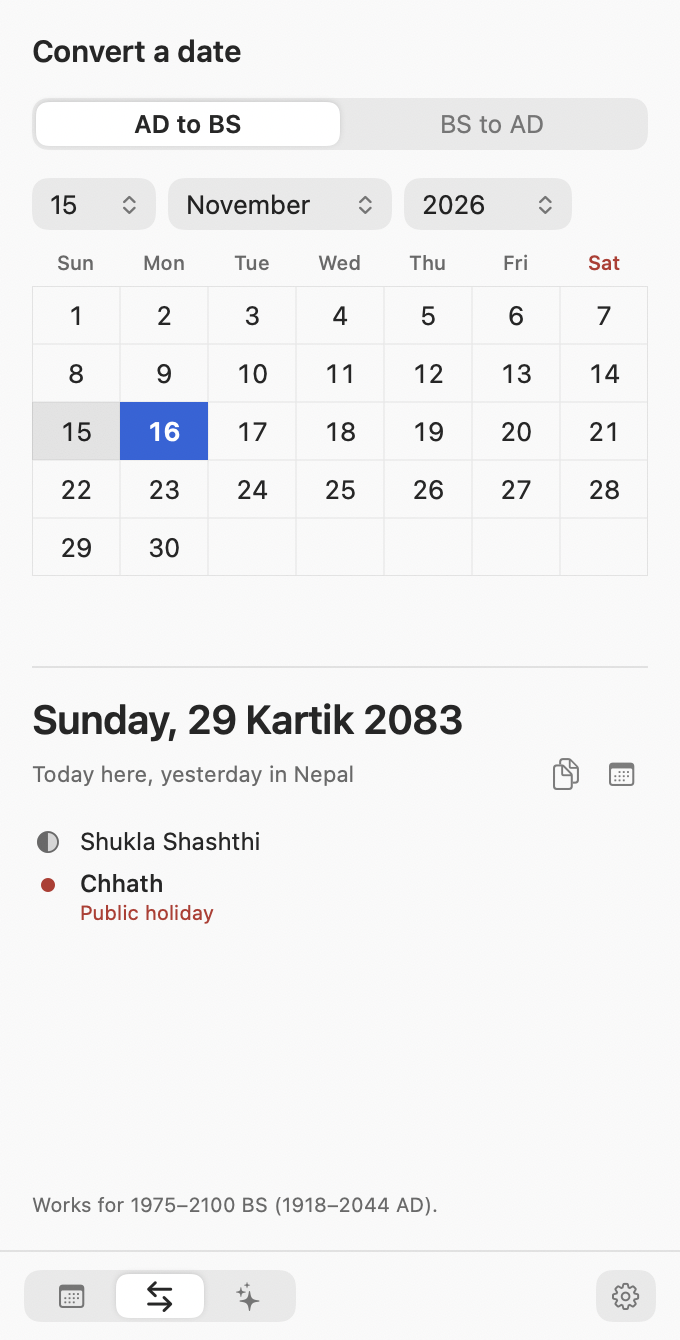 Convert a date
AD to BS BS to AD
15 November 2026
Sun Mon Tue Wed Thu Fri Sat
1 2 3 4 5 6 7
8 9 10 11 12 13 14
15 16 17 18 19 20 21
22 23 24 25 26 27 28
29 30
Sunday, 29 Kartik 2083
Today here, yesterday in Nepal
Shukla Shashthi
Chhath
Public holiday
Works for 1975–2100 BS (1918–2044 AD).